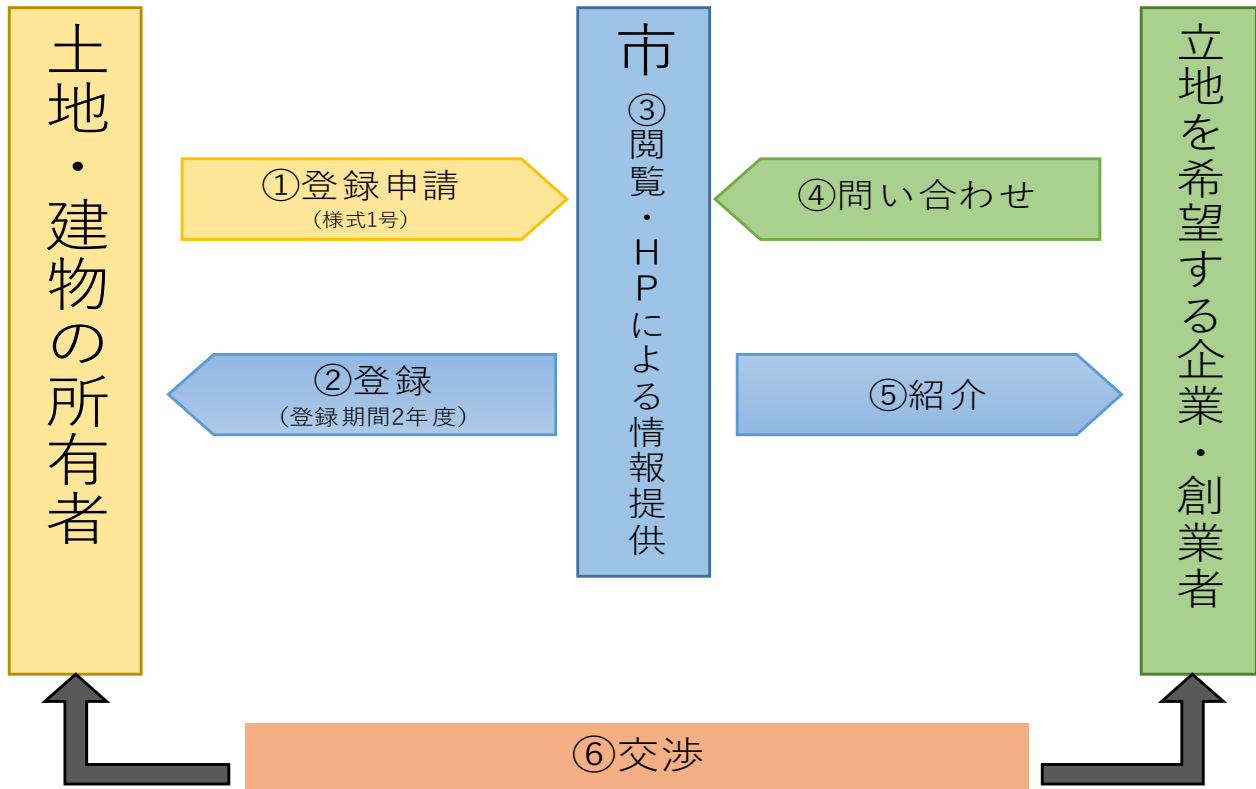 土地・建物の所有者
①登録申請
(様式1号)
②登録
(登録期間2年度)
市
③閲覧・HPによる情報提供
④問い合わせ
⑤紹介
立地を希望する企業・創業者
⑥交渉